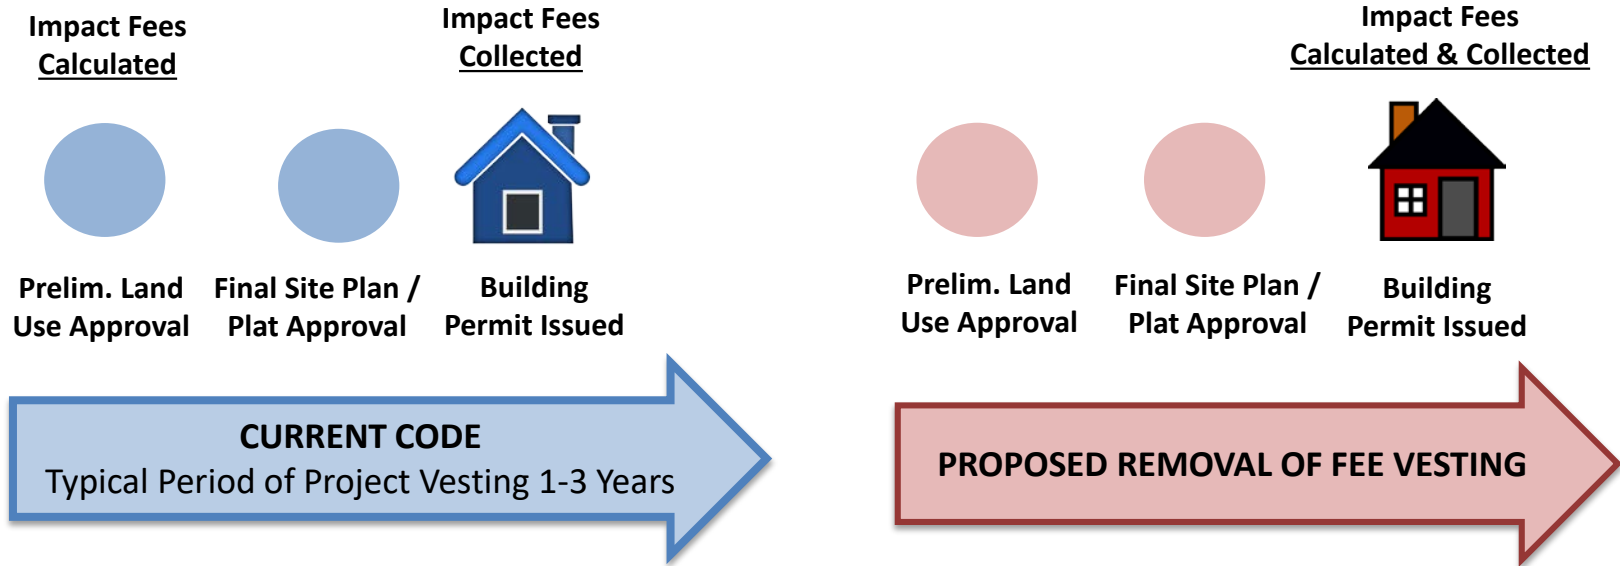 Impact Fees
Calculated
Impact Fees
Collected
Prelim. Land
Use Approval
Final Site Plan /
Plat Approval
Building
Permit Issued
CURRENT CODE
Typical Period of Project Vesting 1-3 Years
Impact Fees
Calculated & Collected
Prelim. Land
Use Approval
Final Site Plan /
Plat Approval
Building
Permit Issued
PROPOSED REMOVAL OF FEE VESTING